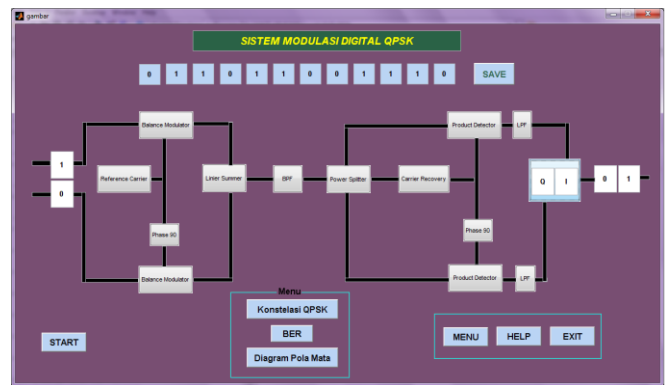 gambar
SISTEM MODULASI DIGITAL QPSK
0 1 1 0 1 1 0 0 1 1 1 0 SAVE
Balance Modulator Product Detector LPF
1 Reference Carrier Linier Summer BPF Power Splitter Carrier Recovery Q I 0 1
0
Phase 90 Phase 90
Balance Modulator Product Detector LPF
Menu
Konstelasi QPSK
BER
Diagram Pola Mata
START
MENU HELP EXIT